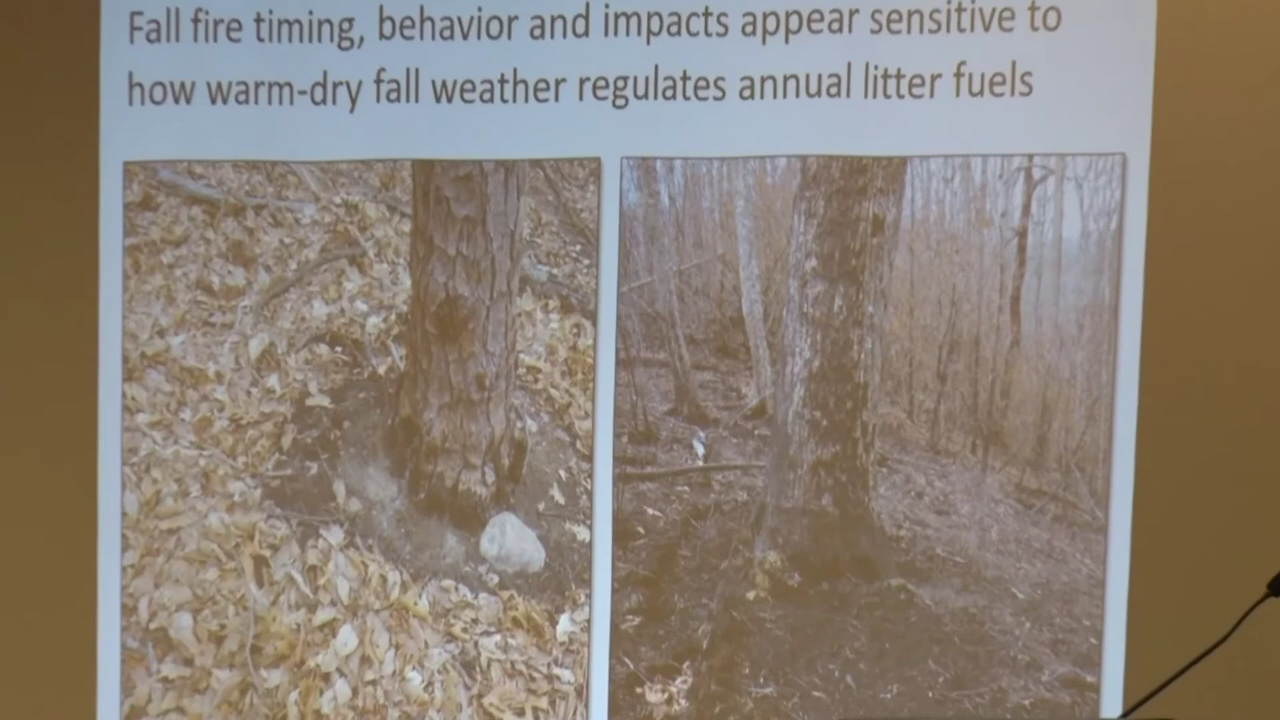 Fall fire timing, behavior and impacts appear sensitive to
how warm-dry fall weather regulates annual litter fuels